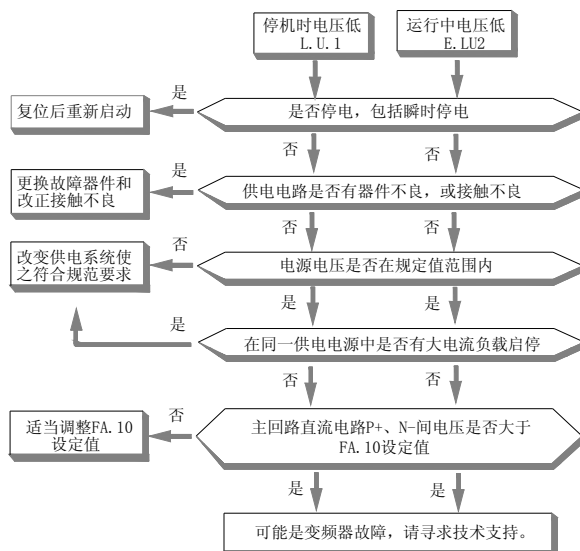 停机时电压低
L.U.1
运行中电压低
E.LU2
是
复位后重新启动
是否停电，包括瞬时停电
否
否
是
更换故障器件和
改正接触不良
供电电路是否有器件不良，或接触不良
否
否
否
改变供电系统使
之符合规范要求
电源电压是否在规定值范围内
是
是
是
在同一供电电源中是否有大电流负载启停
否
否
否
适当调整FA.10
设定值
主回路直流电路P+、N-间电压是否大于
FA.10设定值
是
是
可能是变频器故障，请寻求技术支持。